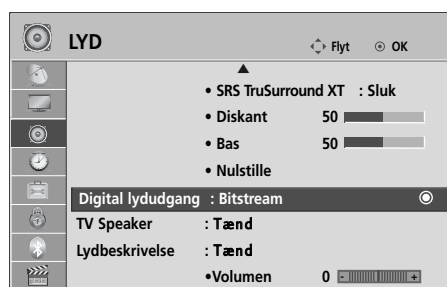 LYD Flyt OK
• SRS TruSurround XT : Sluk
• Diskant 50
• Bas 50
• Nulstille
Digital lydudgang : Bitstream
TV Speaker : Tænd
Lydbeskrivelse : Tænd
•Volumen 0 - +